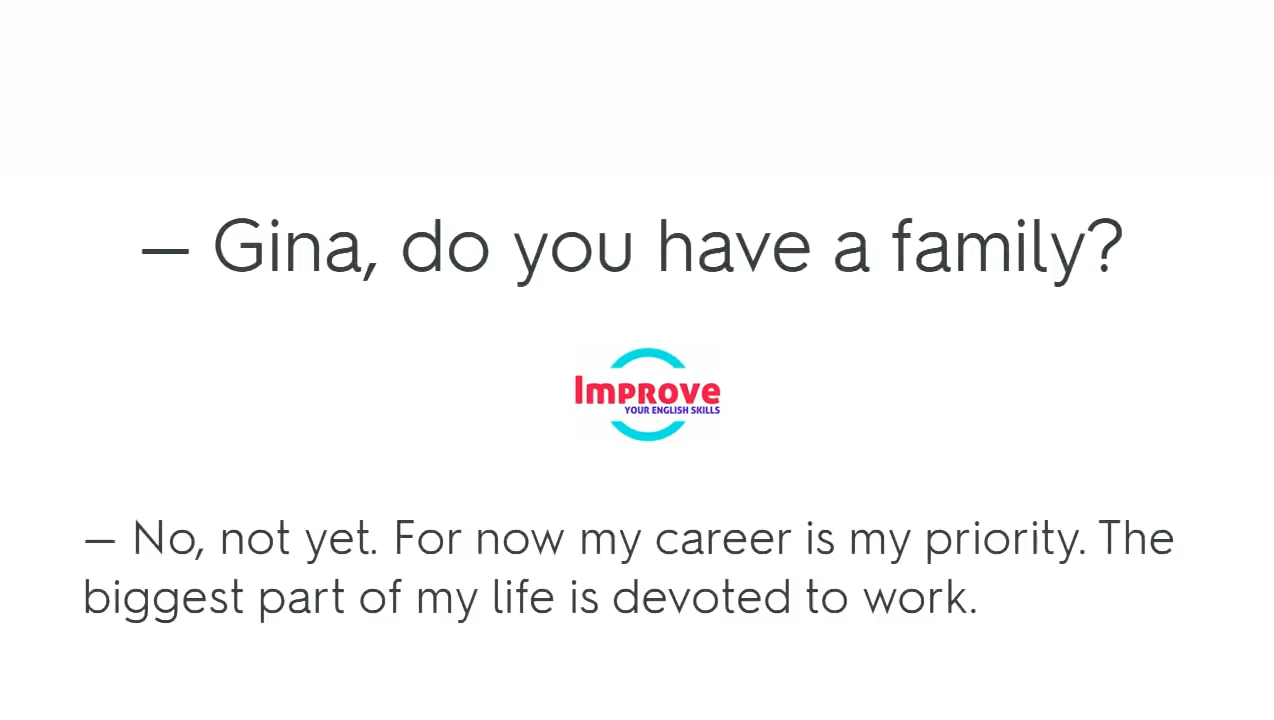 — Gina, do you have a family?
Improve
YOUR ENGLISH SKILLS
— No, not yet. For now my career is my priority. The
biggest part of my life is devoted to work.